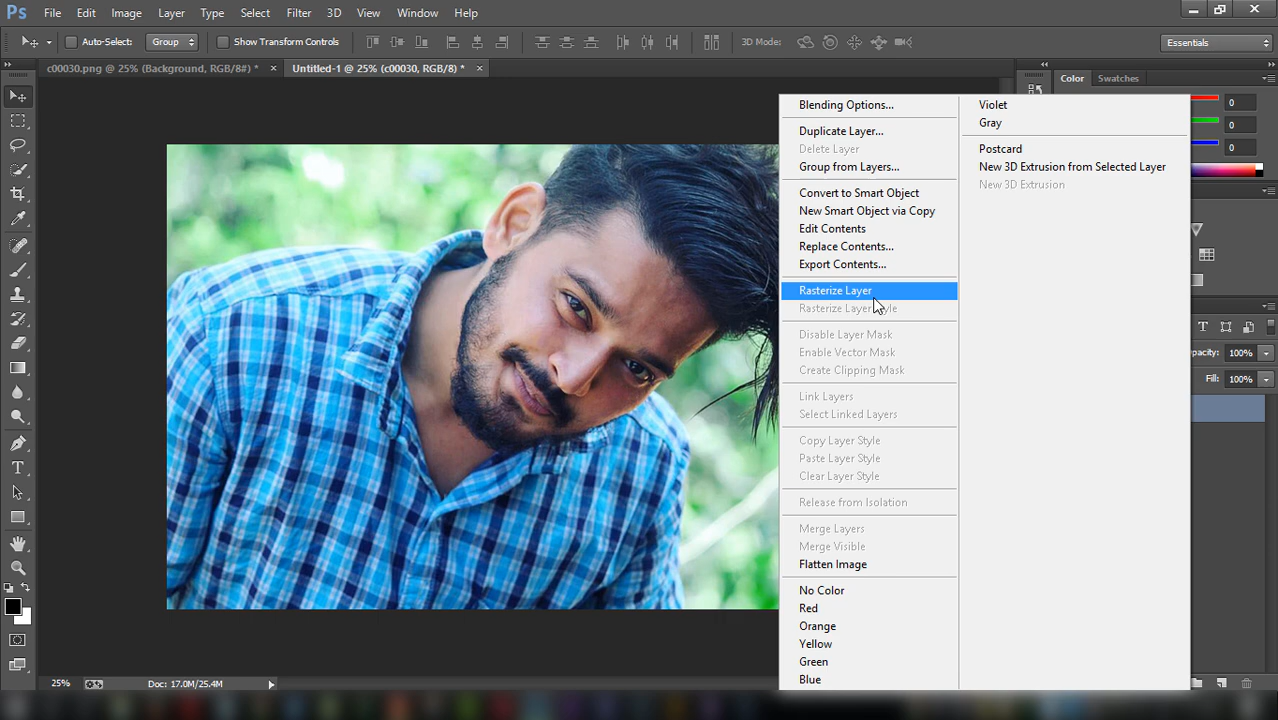 Ps File Edit Image Layer Type Select Filter 3D View Window Help
Auto-Select: Group Show Transform Controls 3D Mode: Essentials
c00030.png @ 25% (Background, RGB/8#) * × Untitled-1 @ 25% (c00030, RGB/8) * ×
Color Swatches
0
0
0
Opacity: 100%
Fill: 100%
Blending Options...
Duplicate Layer...
Delete Layer
Group from Layers...
Convert to Smart Object
New Smart Object via Copy
Edit Contents
Replace Contents...
Export Contents...
Rasterize Layer
Rasterize Layer Style
Disable Layer Mask
Enable Vector Mask
Create Clipping Mask
Link Layers
Select Linked Layers
Copy Layer Style
Paste Layer Style
Clear Layer Style
Release from Isolation
Merge Layers
Merge Visible
Flatten Image
No Color
Red
Orange
Yellow
Green
Blue
Violet
Gray
Postcard
New 3D Extrusion from Selected Layer
New 3D Extrusion
25% Doc: 17.0M/25.4M